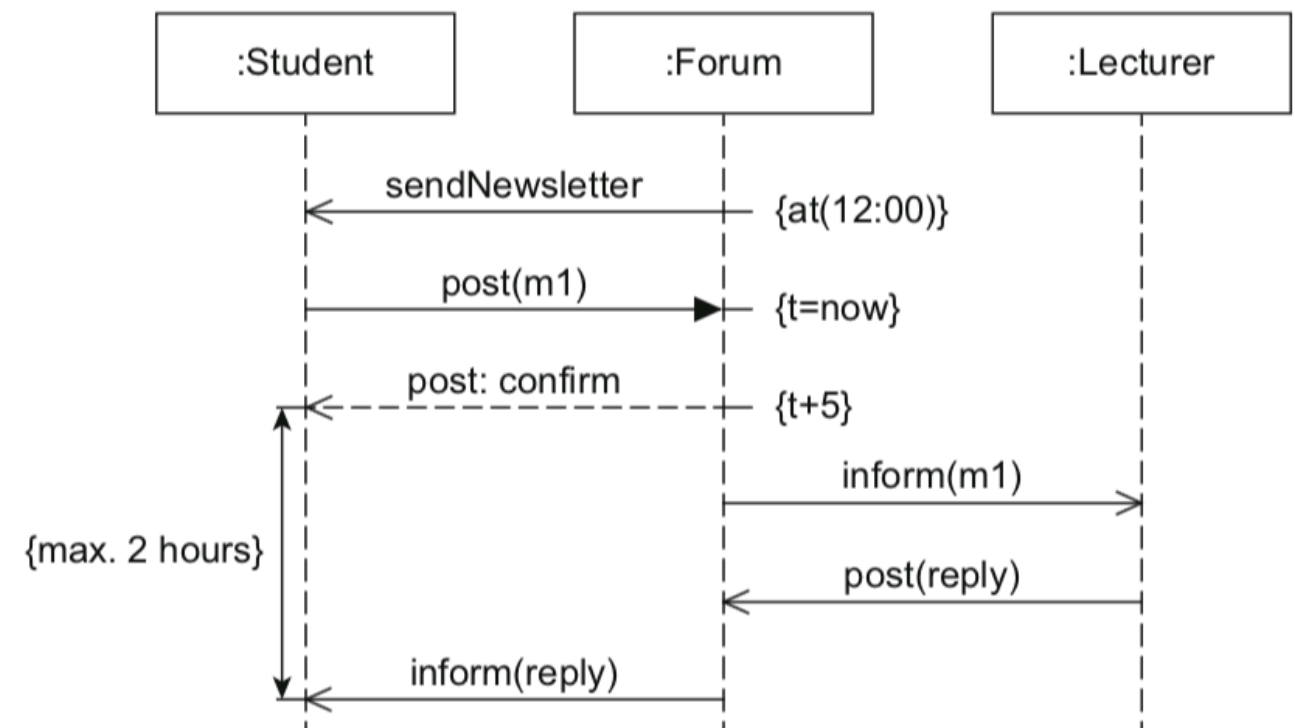 :Student
:Forum
:Lecturer
sendNewsletter
{at(12:00)}
post(m1)
{t=now}
post: confirm
{t+5}
inform(m1)
{max. 2 hours}
post(reply)
inform(reply)